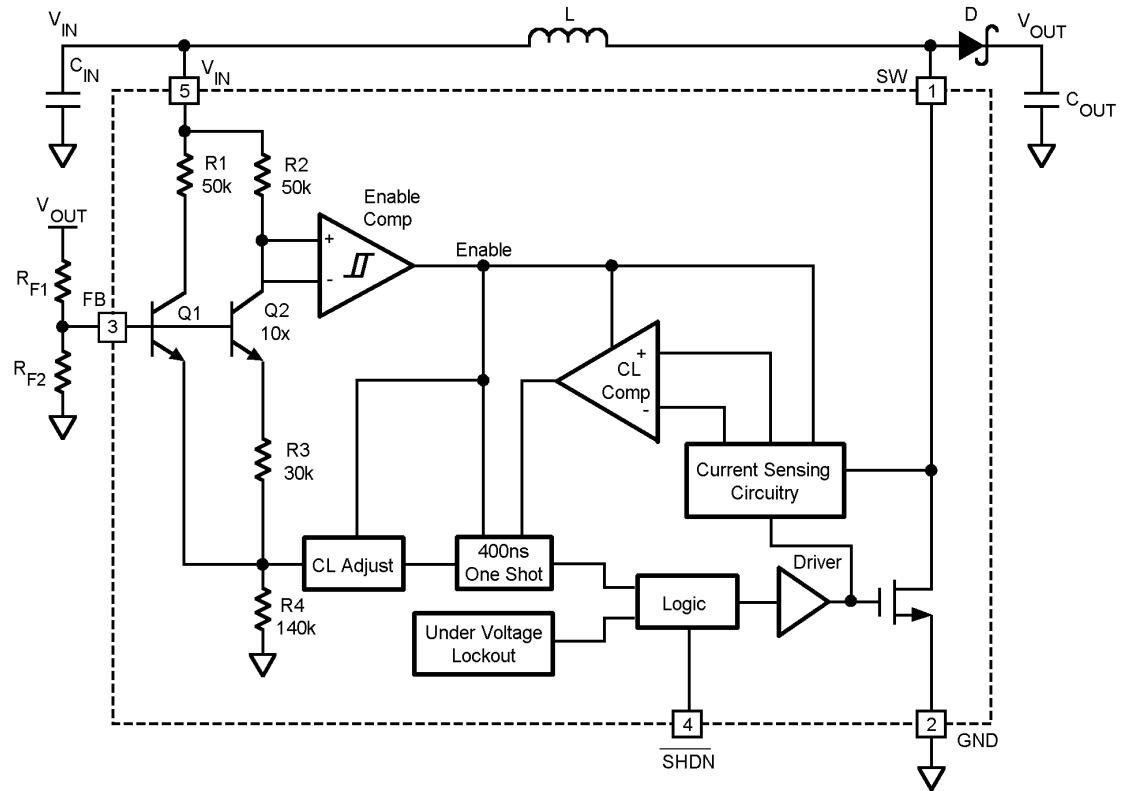 L
D
VIN
VOUT
CIN
VIN
SW
5
1
COUT
R1
50k
R2
50k
Enable
Comp
VOUT
+
-
Enable
RF1
FB
3
Q1
Q2
10x
RF2
CL
Comp
+
-
R3
30k
Current Sensing
Circuitry
CL Adjust
400ns
One Shot
Driver
Logic
R4
140k
Under Voltage
Lockout
4
2
SHDN
GND